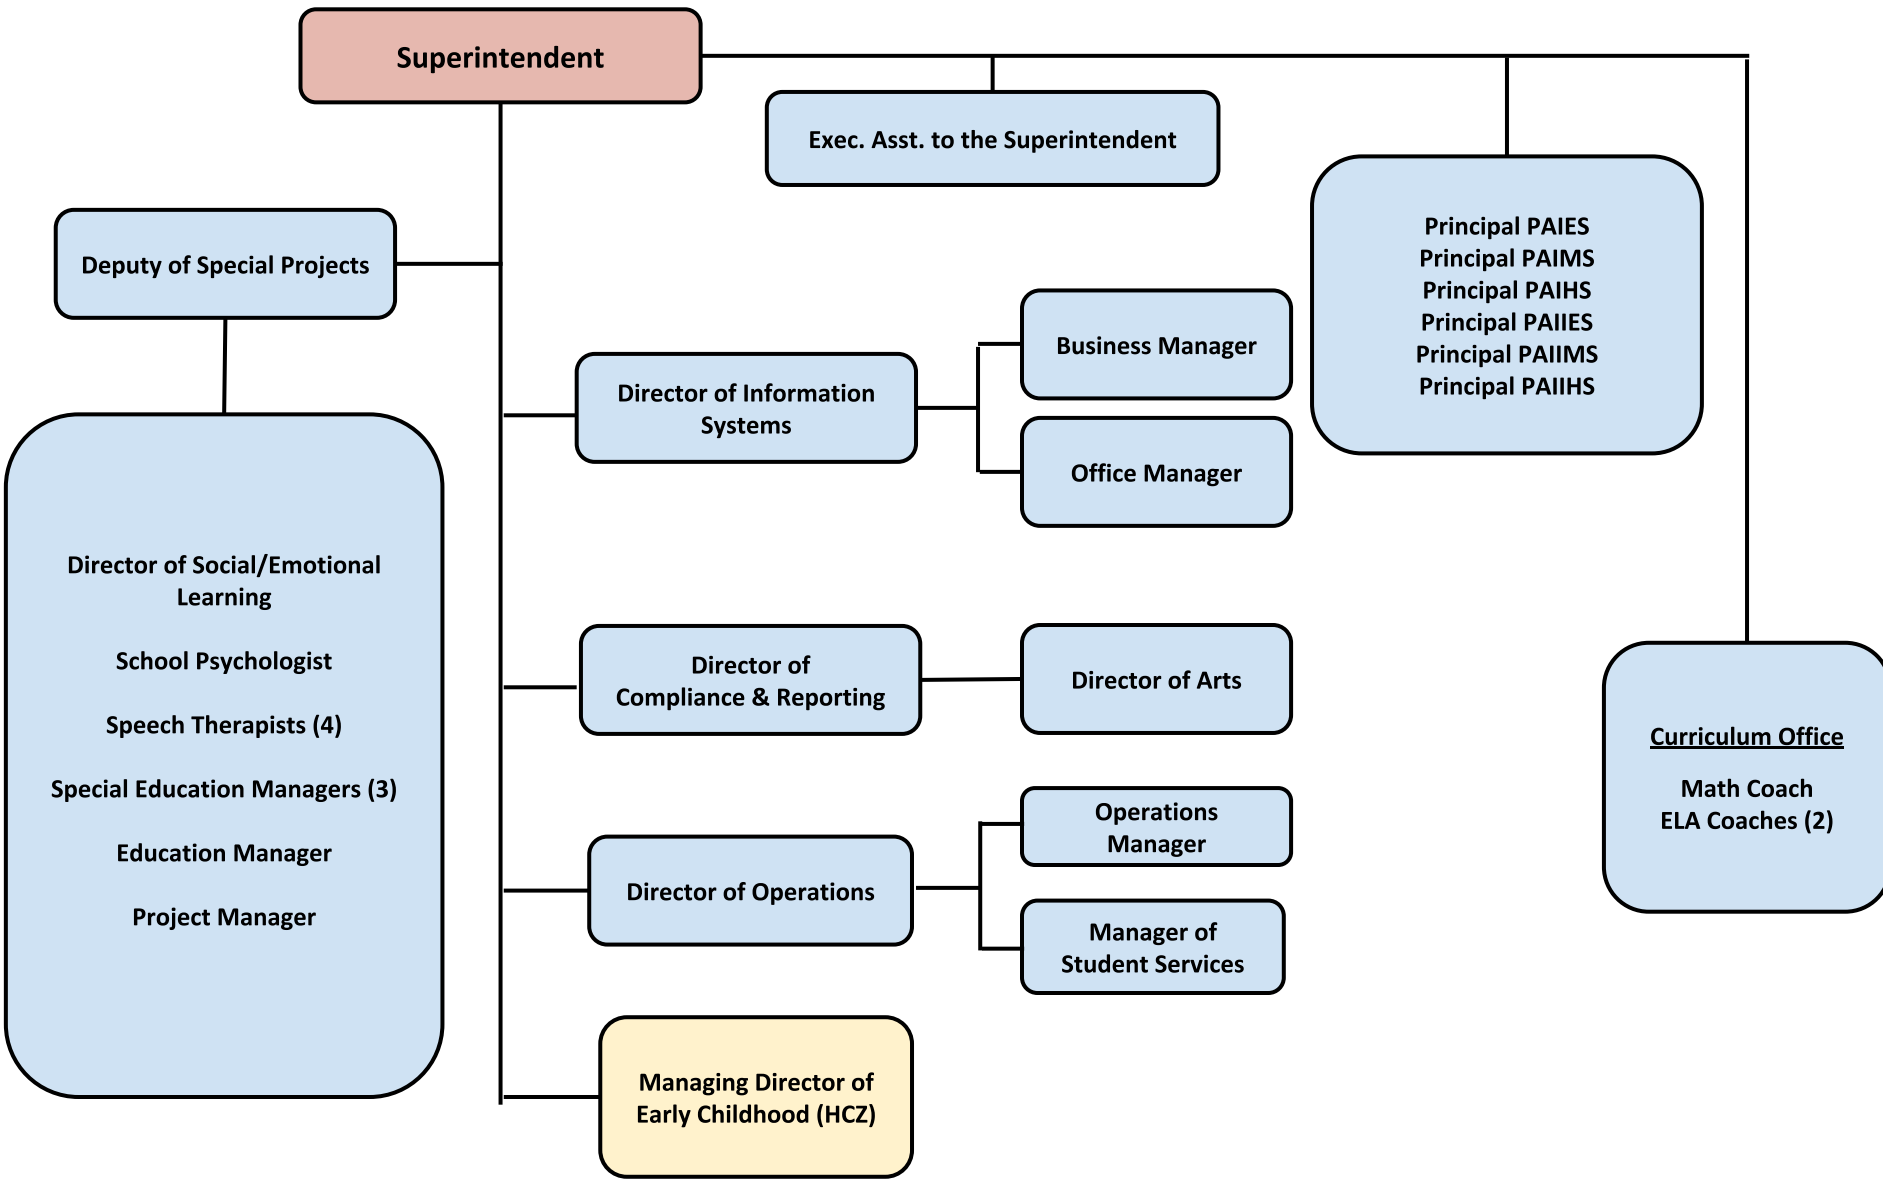 Superintendent
Exec. Asst. to the Superintendent
Deputy of Special Projects
Principal PAIES
Principal PAIMS
Principal PAIHS
Principal PAIIES
Principal PAIIMS
Principal PAIIHS
Director of Information
Systems
Business Manager
Office Manager
Director of Social/Emotional
Learning
School Psychologist
Speech Therapists (4)
Special Education Managers (3)
Education Manager
Project Manager
Director of
Compliance & Reporting
Director of Arts
Curriculum Office
Math Coach
ELA Coaches (2)
Director of Operations
Operations
Manager
Manager of
Student Services
Managing Director of
Early Childhood (HCZ)